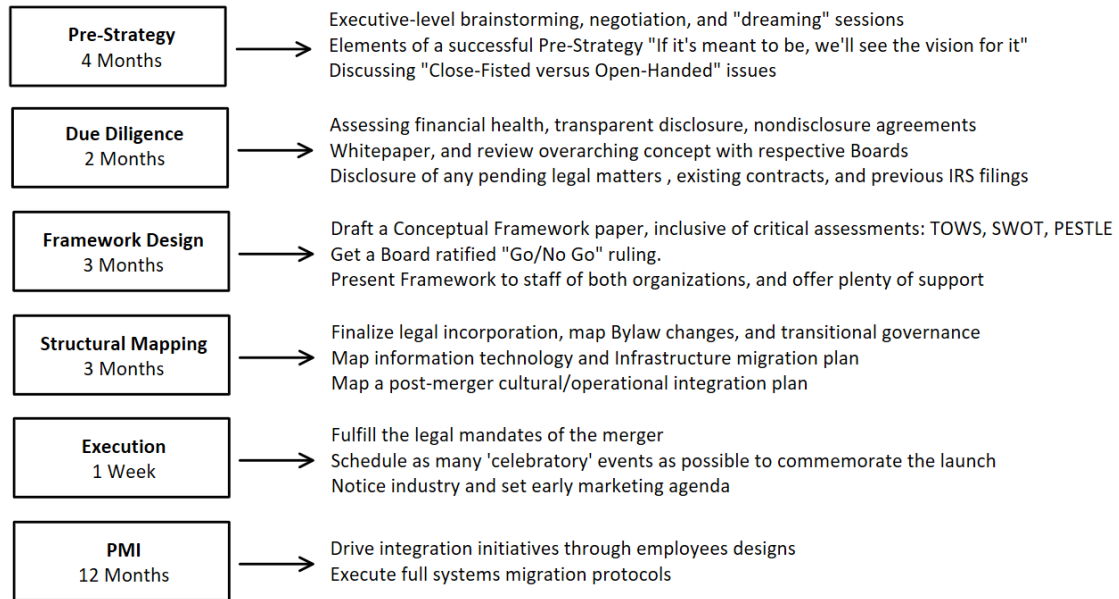 Pre-Strategy
4 Months
Executive-level brainstorming, negotiation, and "dreaming" sessions
Elements of a successful Pre-Strategy "If it's meant to be, we'll see the vision for it"
Discussing "Close-Fisted versus Open-Handed" issues
Due Diligence
2 Months
Assessing financial health, transparent disclosure, nondisclosure agreements
Whitepaper, and review overarching concept with respective Boards
Disclosure of any pending legal matters , existing contracts, and previous IRS filings
Framework Design
3 Months
Draft a Conceptual Framework paper, inclusive of critical assessments: TOWS, SWOT, PESTLE
Get a Board ratified "Go/No Go" ruling.
Present Framework to staff of both organizations, and offer plenty of support
Structural Mapping
3 Months
Finalize legal incorporation, map Bylaw changes, and transitional governance
Map information technology and Infrastructure migration plan
Map a post-merger cultural/operational integration plan
Execution
1 Week
Fulfill the legal mandates of the merger
Schedule as many 'celebratory' events as possible to commemorate the launch
Notice industry and set early marketing agenda
PMI
12 Months
Drive integration initiatives through employees designs
Execute full systems migration protocols